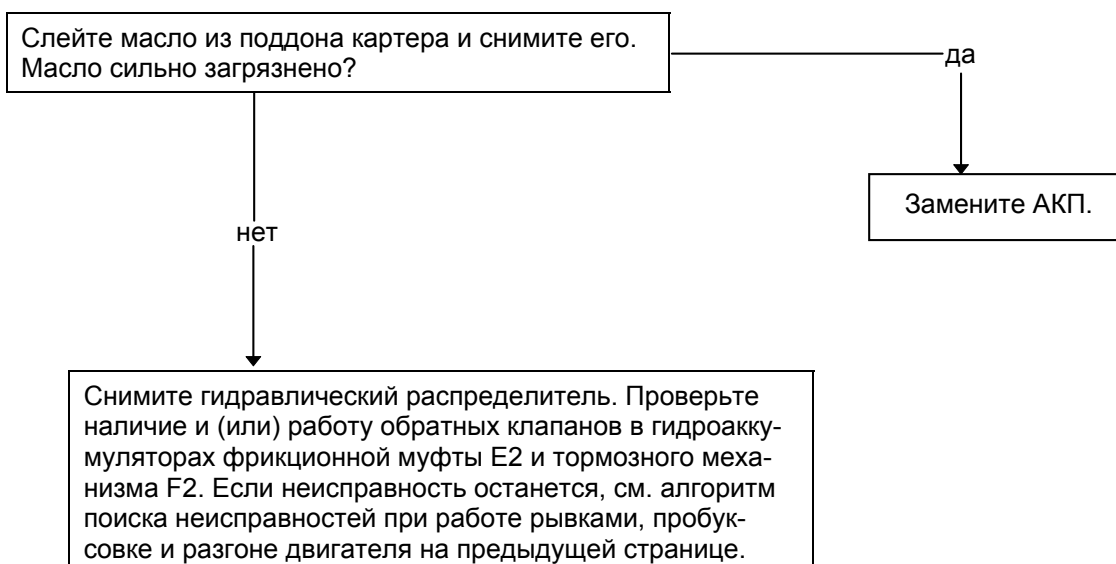 Слейте масло из поддона картера и снимите его.
Масло сильно загрязнено?
да
Замените АКП.
нет
Снимите гидравлический распределитель. Проверьте
наличие и (или) работу обратных клапанов в гидроакку-
муляторах фрикционной муфты E2 и тормозного меха-
низма F2. Если неисправность останется, см. алгоритм
поиска неисправностей при работе рывками, пробук-
совке и разгоне двигателя на предыдущей странице.